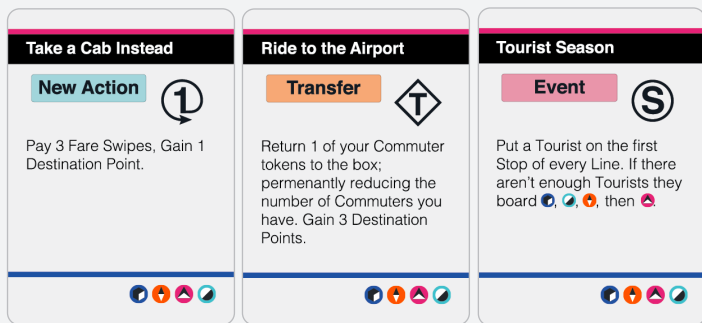 Take a Cab Instead
New Action
1
Pay 3 Fare Swipes, Gain 1
Destination Point.
Ride to the Airport
Transfer
T
Return 1 of your Commuter
tokens to the box;
permenantly reducing the
number of Commuters you
have. Gain 3 Destination
Points.
Tourist Season
Event
S
Put a Tourist on the first
Stop of every Line. If there
aren't enough Tourists they
board , , , then .